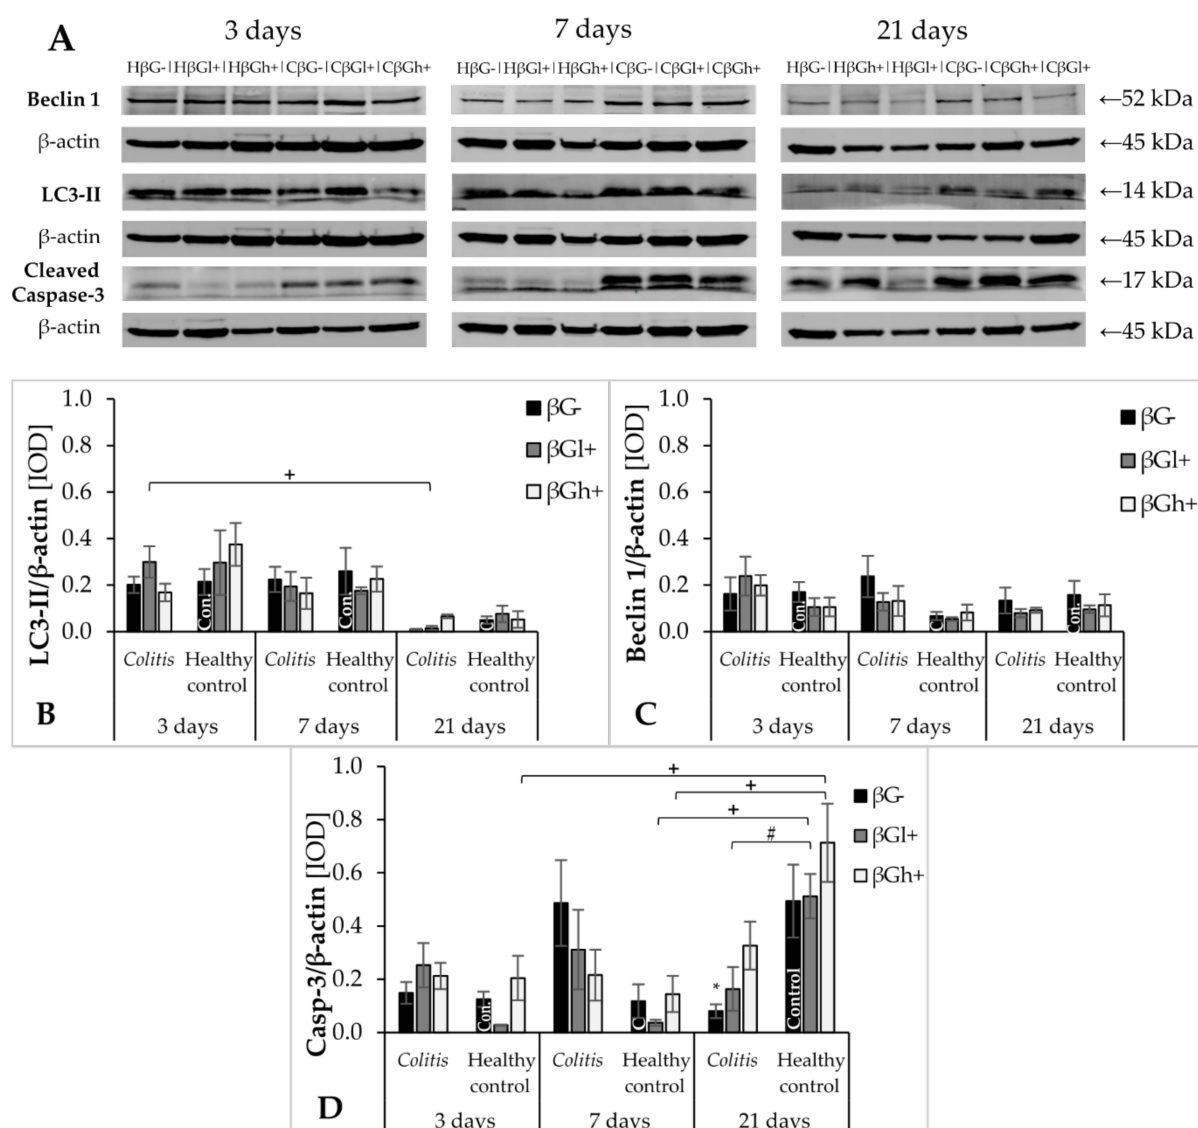 A
3 days
7 days
21 days
HβG-|HβGl+|HβGh+|CβG-|CβGl+|CβGh+
HβG-|HβGl+|HβGh+|CβG-|CβGl+|CβGh+
HβG-|HβGh+|HβGl+|CβG-|CβGh+|CβGl+
Beclin 1
←52 kDa
β-actin
←45 kDa
LC3-II
←14 kDa
β-actin
←45 kDa
Cleaved
Caspase-3
←17 kDa
β-actin
←45 kDa
LC3-II/β-actin [IOD]
1.0
0.8
0.6
0.4
0.2
0.0
+
βG-
βGl+
βGh+
Con.
Con.
C
Colitis
Healthy
control
Colitis
Healthy
control
Colitis
Healthy
control
3 days
7 days
21 days
B
Beclin 1/β-actin [IOD]
1.0
0.8
0.6
0.4
0.2
0.0
βG-
βGl+
βGh+
Con.
C
Con.
Colitis
Healthy
control
Colitis
Healthy
control
Colitis
Healthy
control
3 days
7 days
21 days
C
Casp-3/β-actin [IOD]
1.0
0.8
0.6
0.4
0.2
0.0
+
+
+
#
*
βG-
βGl+
βGh+
Con.
C
Control
Colitis
Healthy
control
Colitis
Healthy
control
Colitis
Healthy
control
3 days
7 days
21 days
D